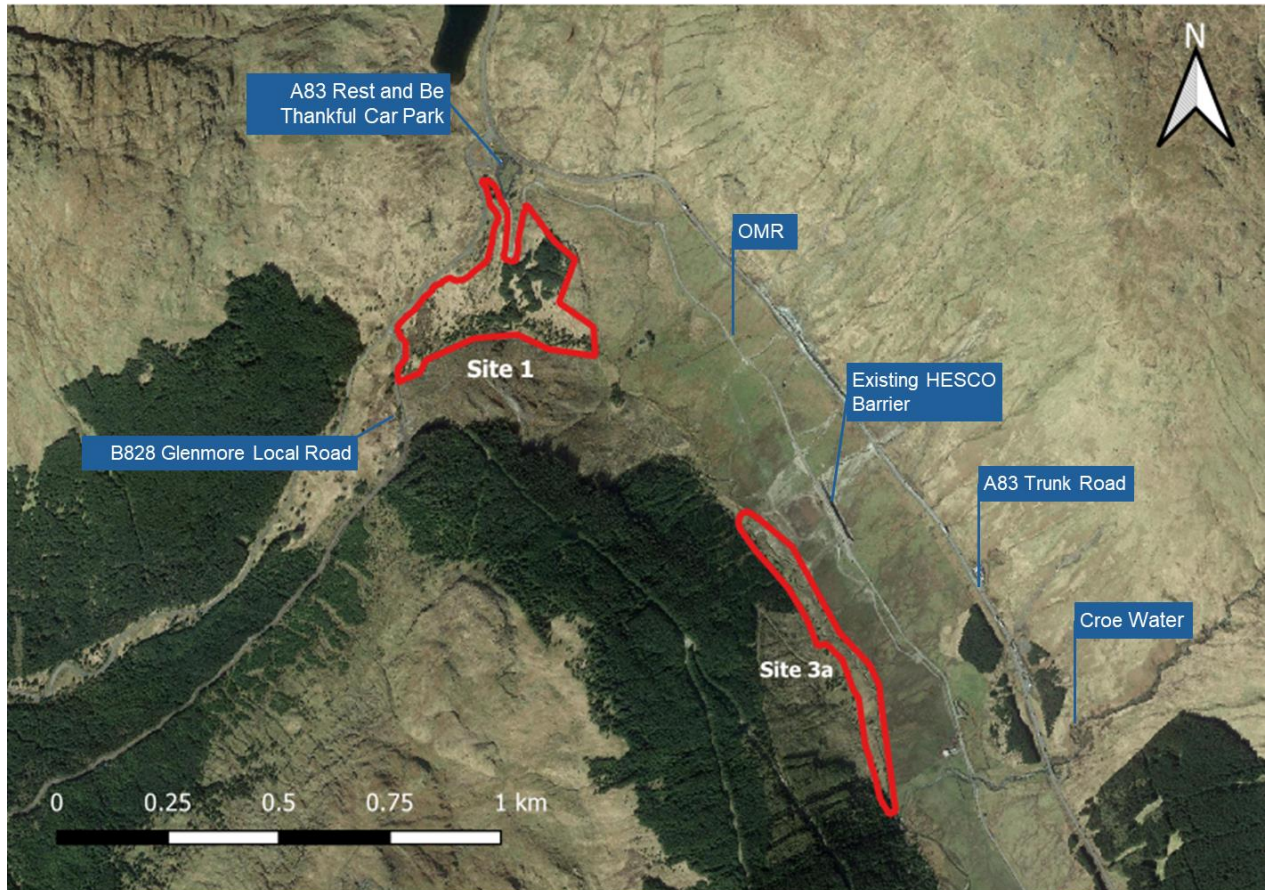 N
A83 Rest and Be
Thankful Car Park
OMR
Site 1
Existing HESCO
Barrier
B828 Glenmore Local Road
A83 Trunk Road
Croe Water
Site 3a
0 0.25 0.5 0.75 1 km